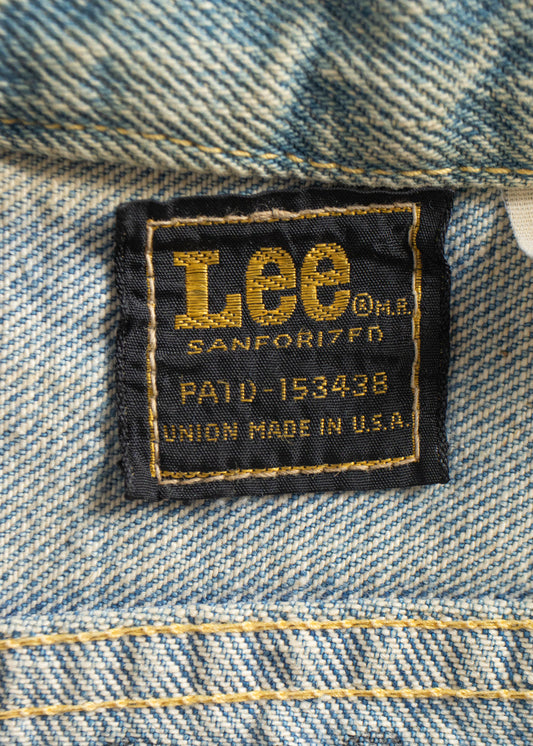 Lee ® M.R.
SANFORIZED
PAT D-153438
UNION MADE IN U.S.A.